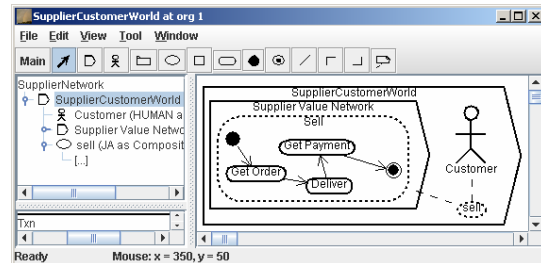 SupplierCustomerWorld at org 1
File Edit View Tool Window
Main
SupplierNetwork
SupplierCustomerWorld
Customer (HUMAN a
Supplier Value Netwo
sell (JA as Composit
[...]
Txn
SupplierCustomerWorld
Supplier Value Network
Sell
Get Payment
Get Order
Deliver
Customer
sell
Ready Mouse: x = 350, y = 50